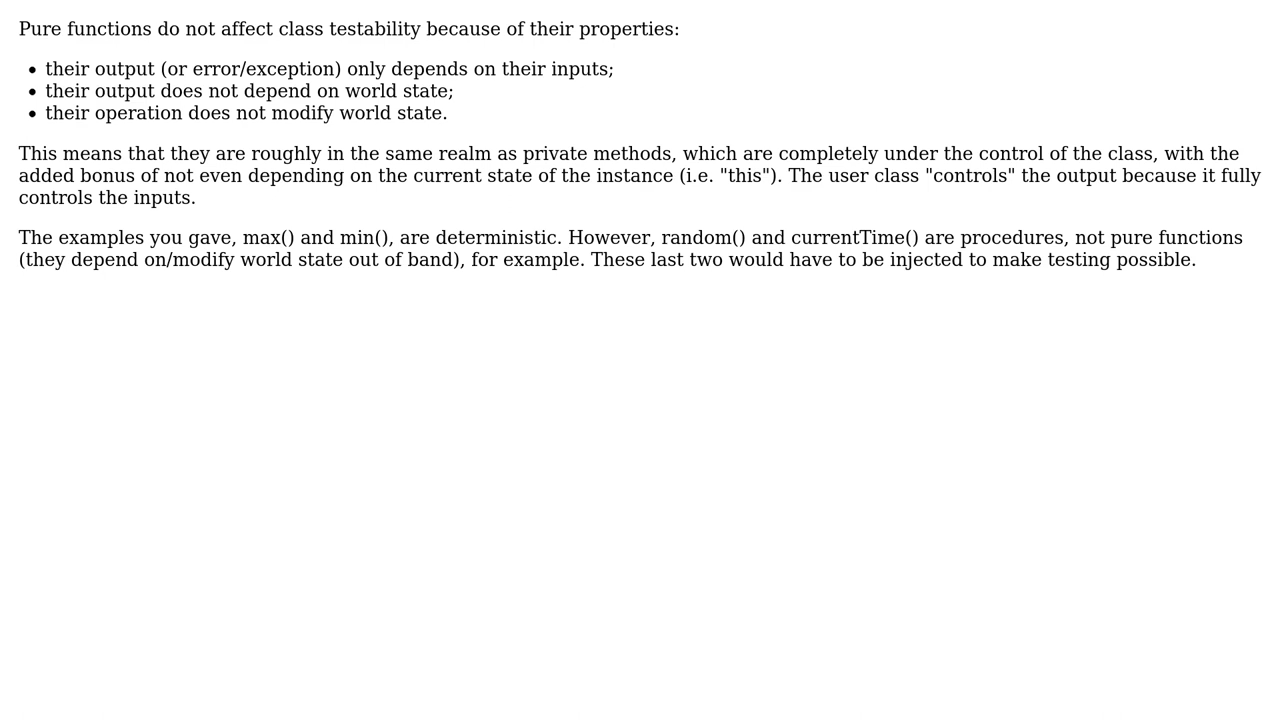 Pure functions do not affect class testability because of their properties:
• their output (or error/exception) only depends on their inputs;
• their output does not depend on world state;
• their operation does not modify world state.
This means that they are roughly in the same realm as private methods, which are completely under the control of the class, with the
added bonus of not even depending on the current state of the instance (i.e. "this"). The user class "controls" the output because it fully
controls the inputs.
The examples you gave, max() and min(), are deterministic. However, random() and currentTime() are procedures, not pure functions
(they depend on/modify world state out of band), for example. These last two would have to be injected to make testing possible.